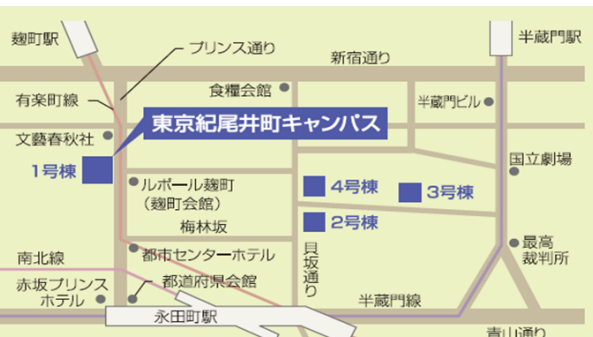 麹町駅
プリンス通り
新宿通り
半蔵門駅
有楽町線
食糧会館
半蔵門ビル
東京紀尾井町キャンパス
文藝春秋社
1号棟
国立劇場
ルポール麹町
(麹町会館)
4号棟
3号棟
梅林坂
2号棟
南北線
都市センターホテル
貝坂通り
最高
裁判所
赤坂プリンス
ホテル
都道府県会館
半蔵門線
永田町駅
青山通り